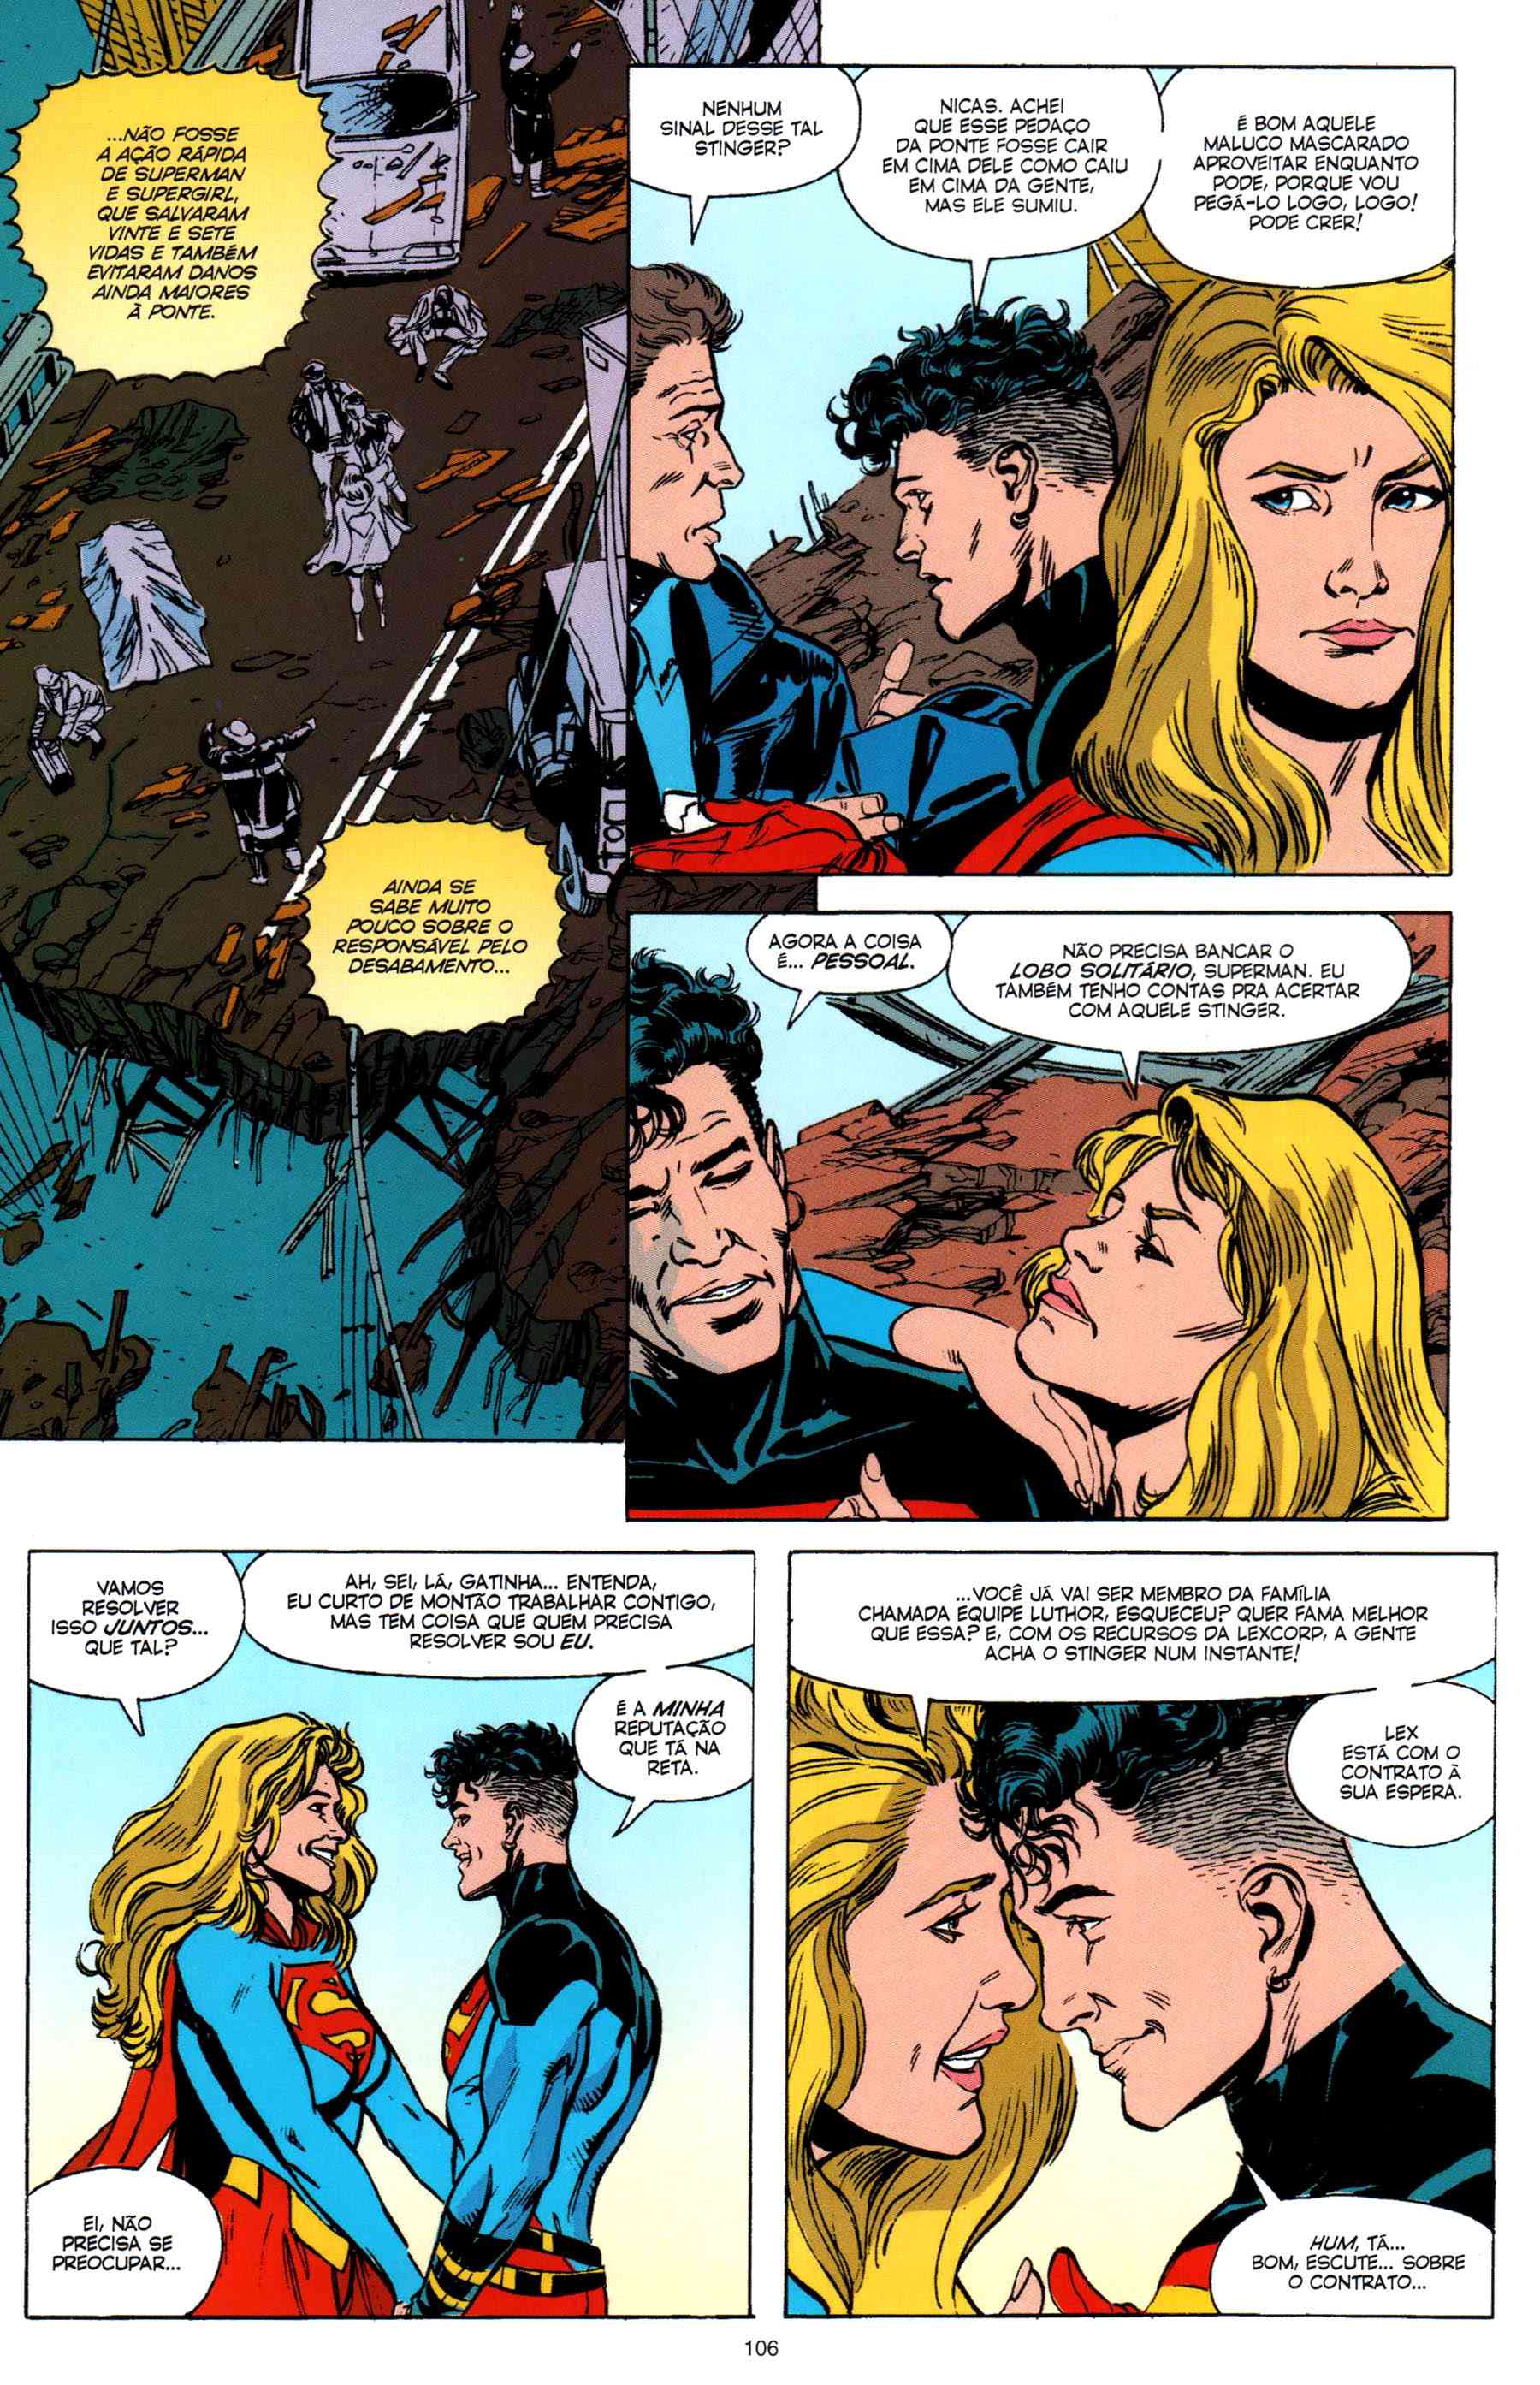 ...NÃO FOSSE
A AÇÃO RÁPIDA
DE SUPERMAN
E SUPERGIRL,
QUE SALVARAM
VINTE E SETE
VIDAS E TAMBÉM
EVITARAM DANOS
AINDA MAIORES
À PONTE.
AINDA SE
SABE MUITO
POUCO SOBRE O
RESPONSÁVEL PELO
DESABAMENTO...
NENHUM
SINAL DESSE TAL
STINGER?
NICAS. ACHEI
QUE ESSE PEDAÇO
DA PONTE FOSSE CAIR
EM CIMA DELE COMO CAIU
EM CIMA DA GENTE,
MAS ELE SUMIU.
É BOM AQUELE
MALUCO MASCARADO
APROVEITAR ENQUANTO
PODE, PORQUE VOU
PEGÁ-LO LOGO, LOGO!
PODE CRER!
AGORA A COISA
É... PESSOAL.
NÃO PRECISA BANCAR O
LOBO SOLITÁRIO, SUPERMAN. EU
TAMBÉM TENHO CONTAS PRA ACERTAR
COM AQUELE STINGER.
VAMOS
RESOLVER
ISSO JUNTOS...
QUE TAL?
AH, SEI, LÁ, GATINHA... ENTENDA,
EU CURTO DE MONTÃO TRABALHAR CONTIGO,
MAS TEM COISA QUE QUEM PRECISA
RESOLVER SOU EU.
É A MINHA
REPUTAÇÃO
QUE TÁ NA
RETA.
EI, NÃO
PRECISA SE
PREOCUPAR...
...VOCÊ JÁ VAI SER MEMBRO DA FAMÍLIA
CHAMADA EQUIPE LUTHOR, ESQUECEU? QUER FAMA MELHOR
QUE ESSA? E, COM OS RECURSOS DA LEXCORP, A GENTE
ACHA O STINGER NUM INSTANTE!
LEX
ESTÁ COM O
CONTRATO À
SUA ESPERA.
HUM, TÁ...
BOM, ESCUTE... SOBRE
O CONTRATO...
106